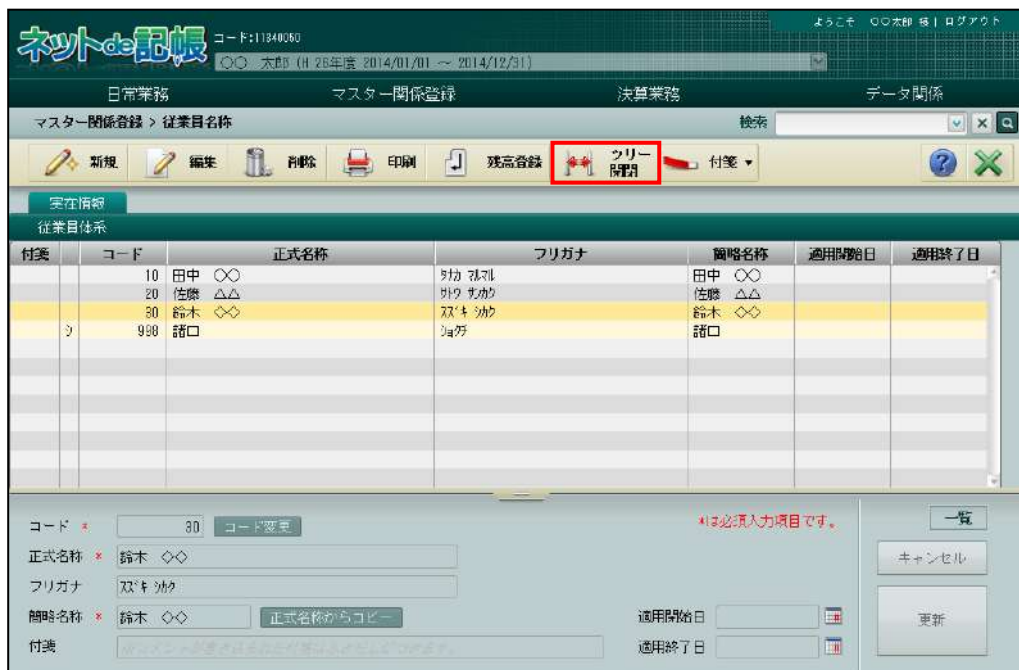 ようこそ 〇〇太郎 様 | ログアウト
ネットde記帳 コード:11340060
〇〇 太郎 (H 26年度 2014/01/01 ～ 2014/12/31)
日常業務 マスター関係登録 決算業務 データ関係
マスター関係登録 > 従業員名称 検索
新規 編集 削除 印刷 残高登録 ツリー開閉 付箋 ▼
実在情報
従業員体系
付箋 コード 正式名称 フリガナ 簡略名称 適用開始日 適用終了日
10 田中 〇〇 ﾀﾅｶ ﾏﾙﾏﾙ 田中 〇〇
20 佐藤 △△ ｻﾄｳ ｻﾝｶｸ 佐藤 △△
30 鈴木 ◇◇ ｽｽﾞｷ ｼｶｸ 鈴木 ◇◇
ｼ 998 諸口 ｼｮｸﾁ 諸口
コード * 30 コード変更 *は必須入力項目です。 一覧
正式名称 * 鈴木 ◇◇ キャンセル
フリガナ ｽｽﾞｷ ｼｶｸ
簡略名称 * 鈴木 ◇◇ 正式名称からコピー 適用開始日 更新
付箋 適用終了日